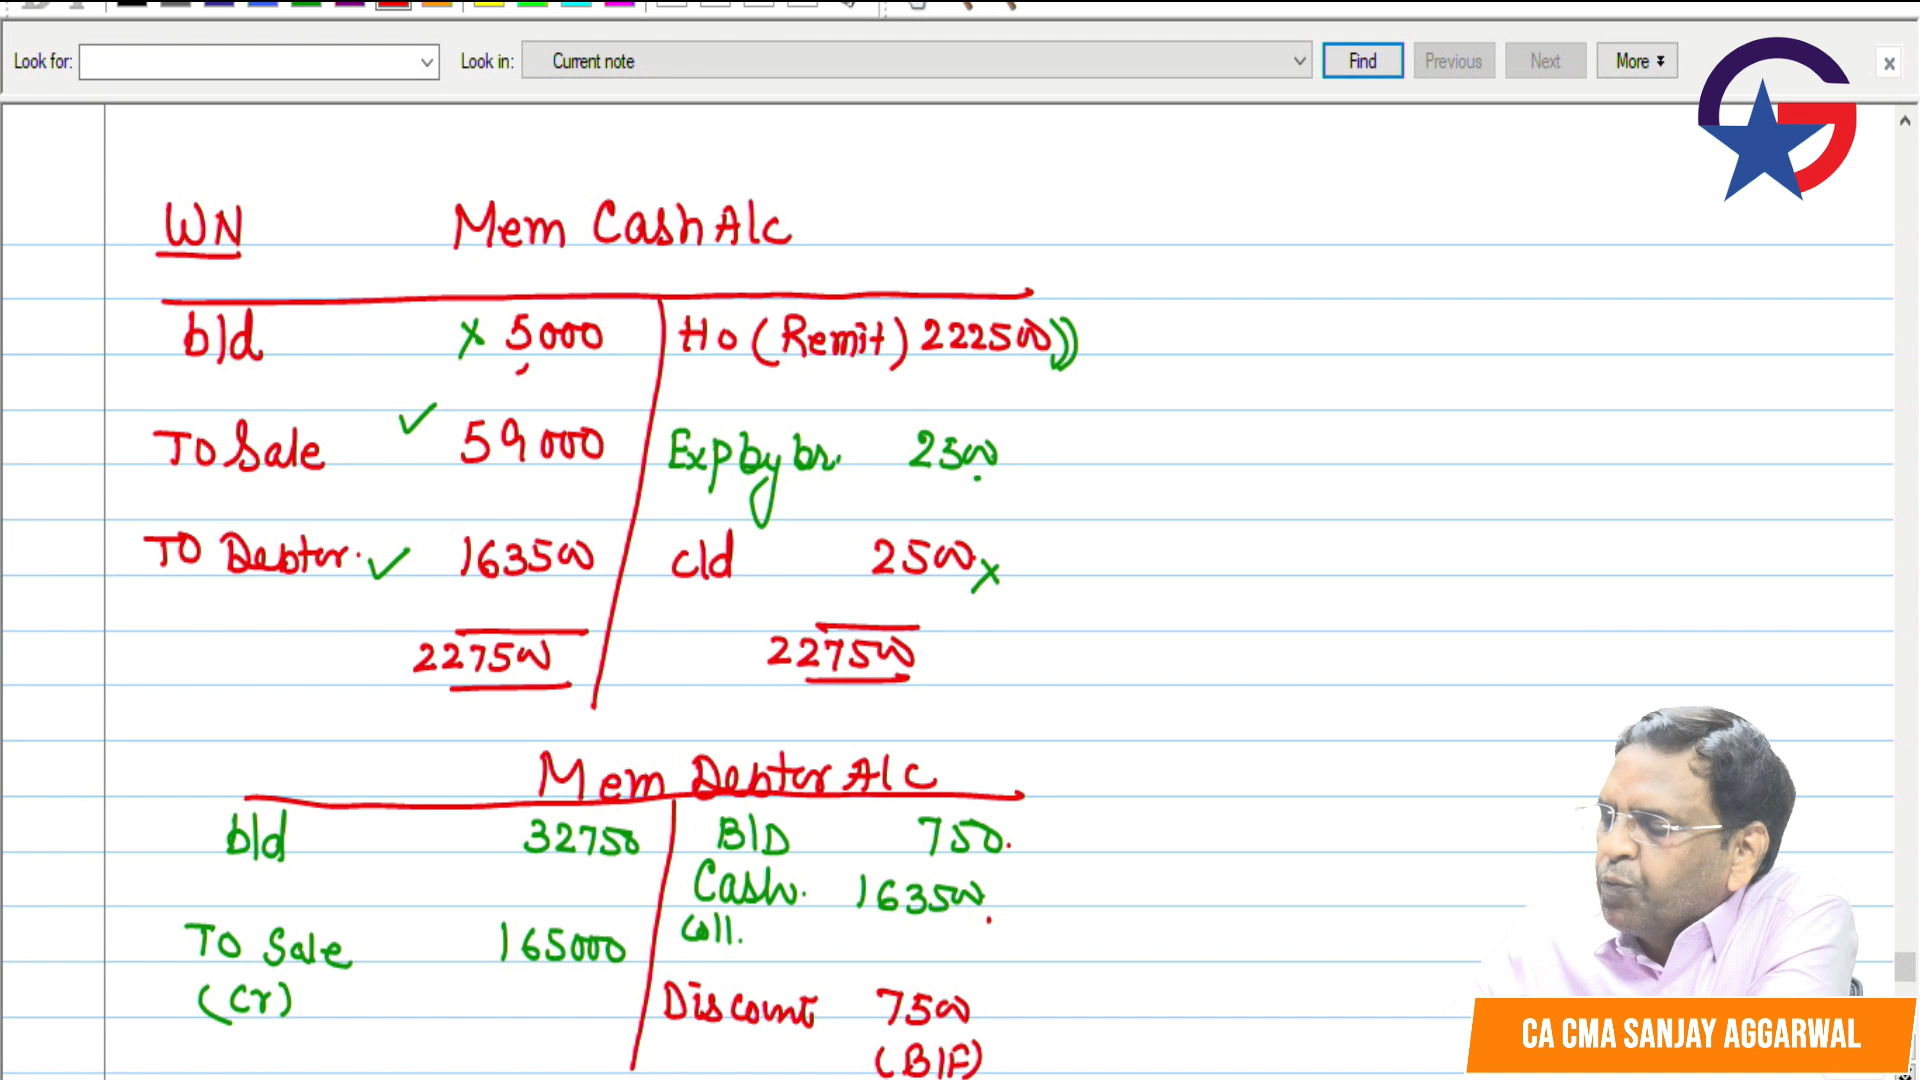 Look for:
Look in: Current note Find Previous Next More
WN Mem Cash A/c
b/d x 5000 HO (Remit) 222500
To Sale ✓ 59000 Exp by br. 2500
To Debtor. ✓ 163500 c/d 2500 x
227500 227500
Mem Debtor A/c
b/d 32750 B/D 750
Cash. 163500
coll.
To Sale 165000
(Cr)
Discount 7500
(B/F)
CA CMA SANJAY AGGARWAL